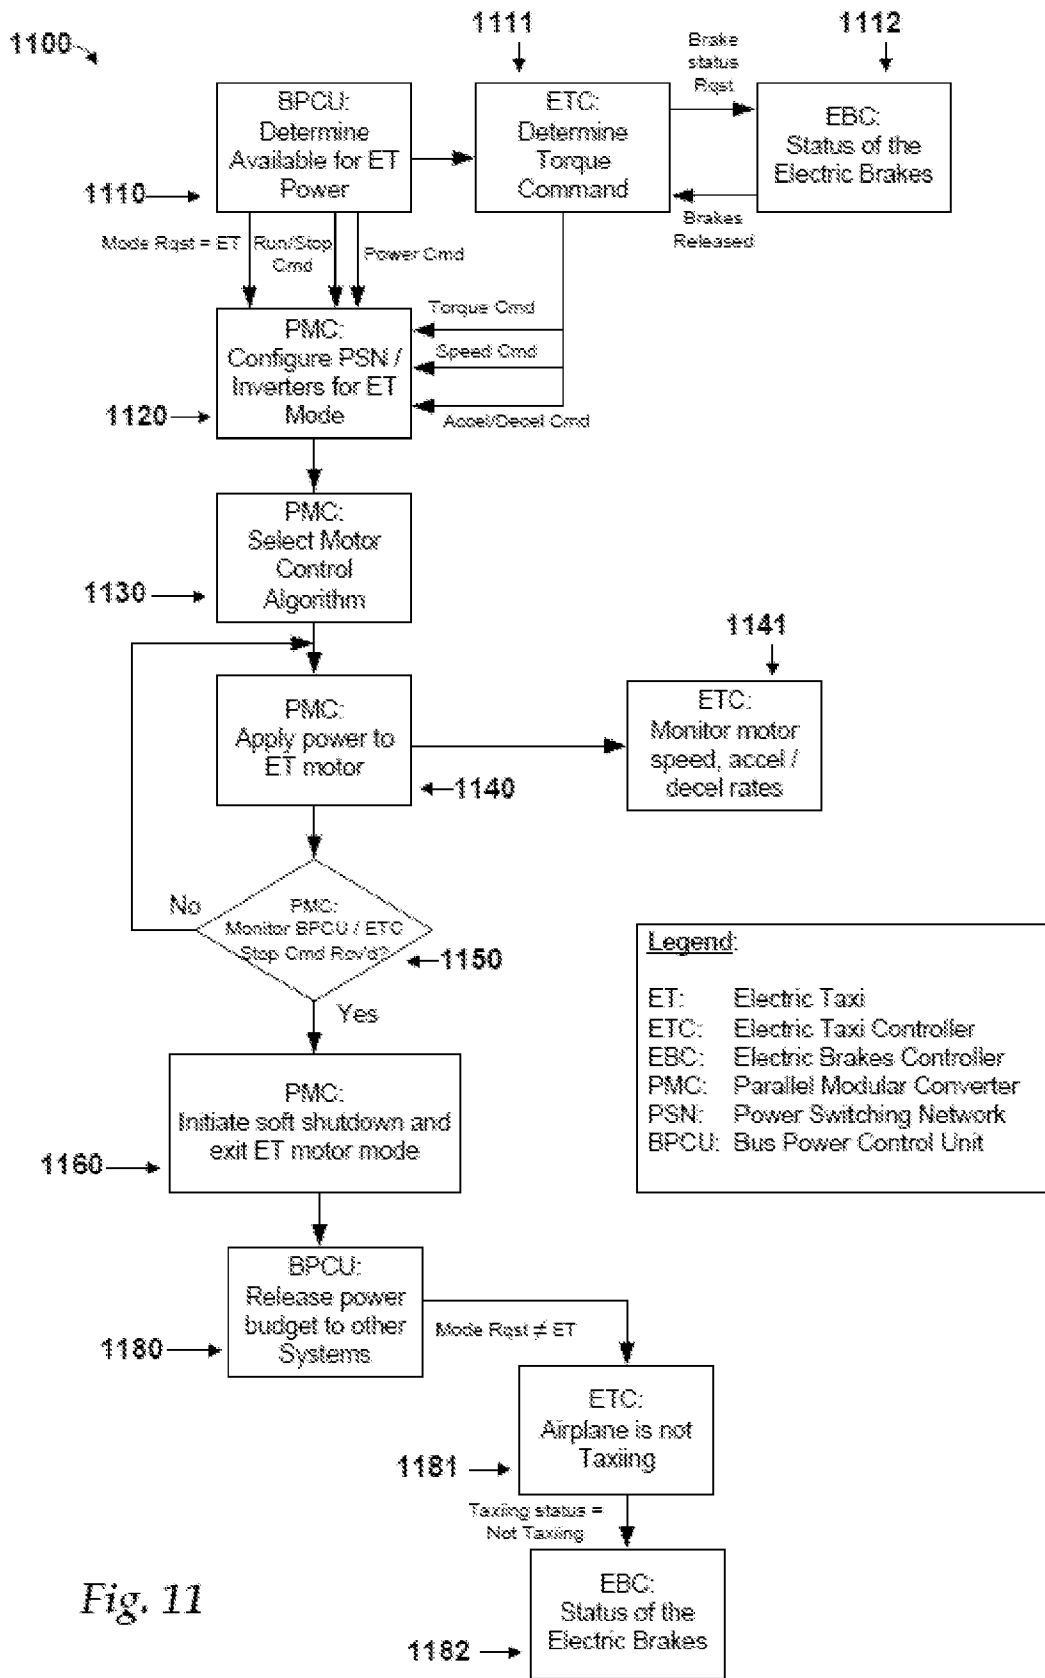 1100
1111
1112
BPCU:
Determine
Available for ET
Power
1110
ETC:
Determine
Torque
Command
Brake
status
Rqst
EBC:
Status of the
Electric Brakes
Brakes
Released
Mode Rqst = ET
Run/Stop
Cmd
Power Cmd
Torque Cmd
Speed Cmd
Accel/Decel Cmd
PMC:
Configure PSN /
Inverters for ET
Mode
1120
PMC:
Select Motor
Control
Algorithm
1130
1141
PMC:
Apply power to
ET motor
1140
ETC:
Monitor motor
speed, accel /
decel rates
No
PMC:
Monitor BPCU / ETC
Stop Cmd Rcv'd?
1150
Yes
Legend:
ET: Electric Taxi
ETC: Electric Taxi Controller
EBC: Electric Brakes Controller
PMC: Parallel Modular Converter
PSN: Power Switching Network
BPCU: Bus Power Control Unit
PMC:
Initiate soft shutdown and
exit ET motor mode
1160
BPCU:
Release power
budget to other
Systems
1180
Mode Rqst ≠ ET
ETC:
Airplane is not
Taxiing
1181
Taxiing status =
Not Taxiing
EBC:
Status of the
Electric Brakes
1182
Fig. 11